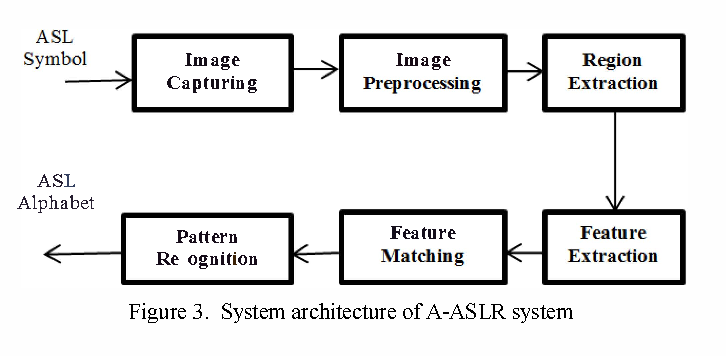 ASL
Symbol
Image
Capturing
Image
Preprocessing
Region
Extraction
ASL
Alphabet
Pattern
Re ognition
Feature
Matching
Feature
Extraction
Figure 3. System architecture of A-ASLR system